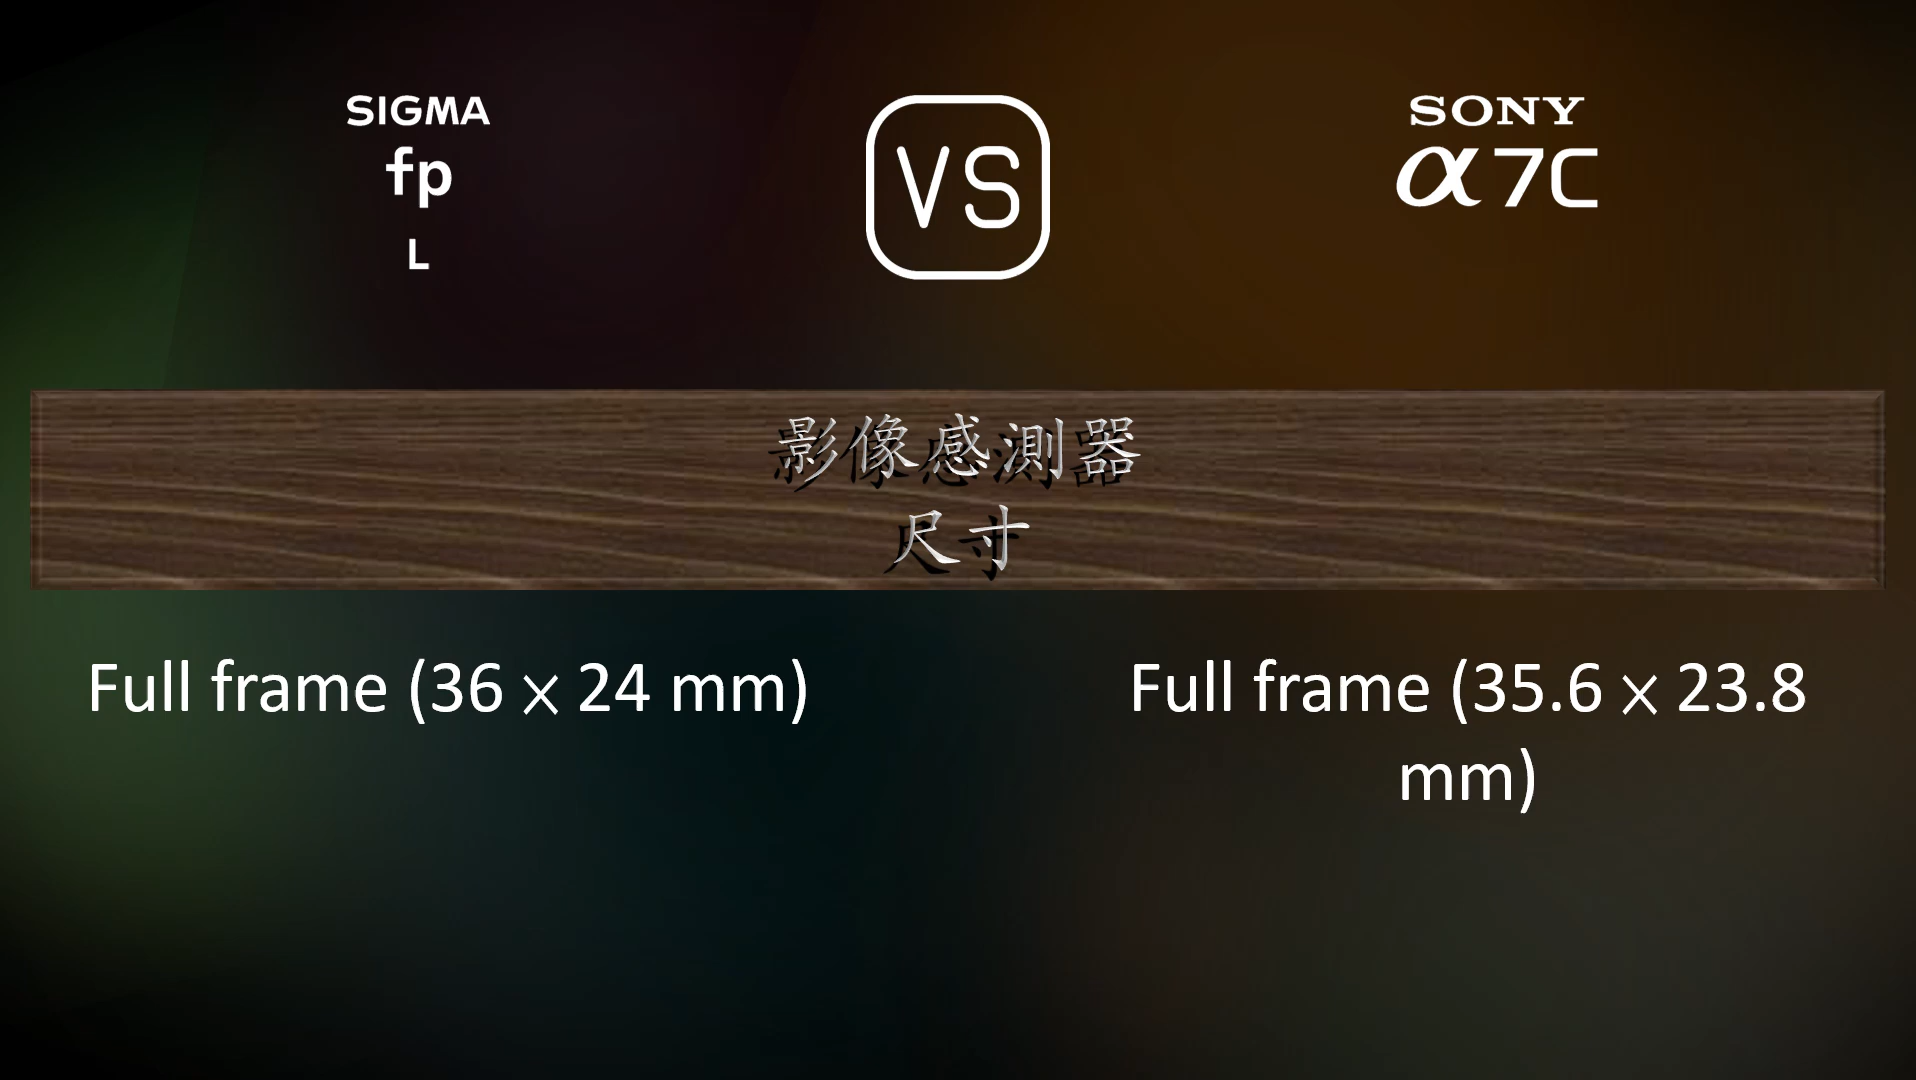 SIGMA
fp
L
VS
SONY
α7C
影像感測器
尺寸
Full frame (36 x 24 mm)
Full frame (35.6 x 23.8
mm)